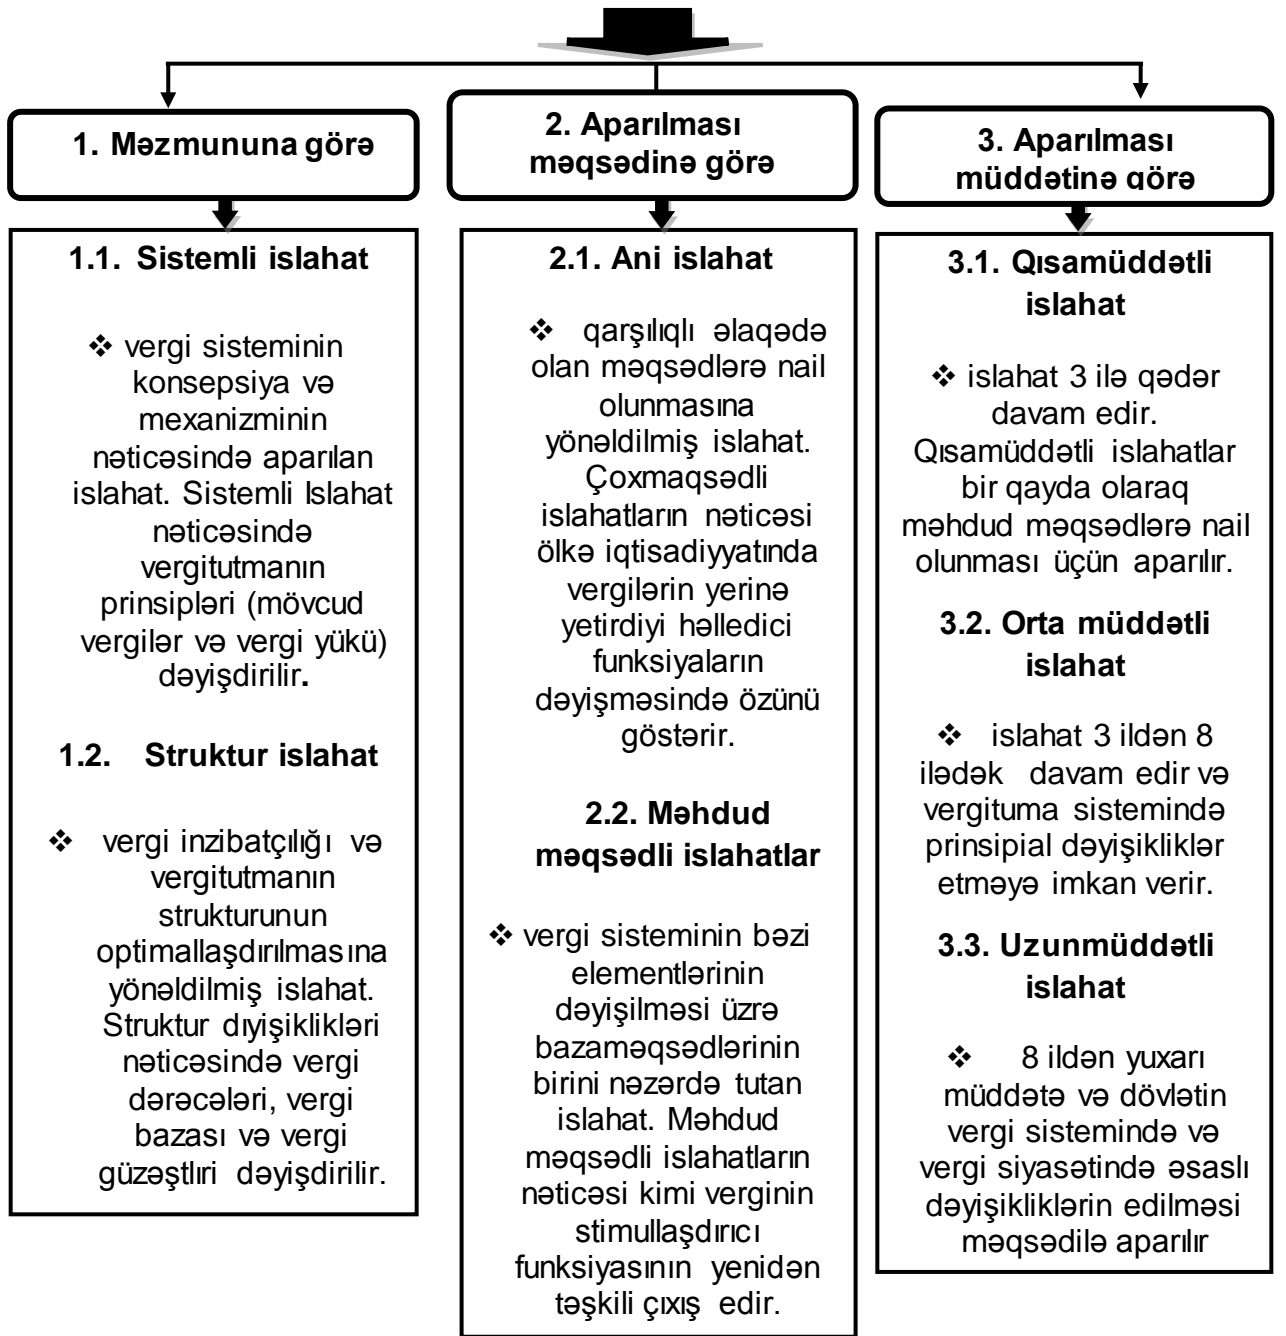 1. Məzmununa görə
1.1. Sistemli islahat
❖ vergi sisteminin
konsepsiya və
mexanizminin
nəticəsində aparılan
islahat. Sistemli Islahat
nəticəsində
vergitutmanın
prinsipləri (mövcud
vergilər və vergi yükü)
dəyişdirilir.
1.2. Struktur islahat
❖ vergi inzibatçılığı və
vergitutmanın
strukturunun
optimallaşdırılmasına
yönəldilmiş islahat.
Struktur dıyişiklikləri
nəticəsində vergi
dərəcələri, vergi
bazası və vergi
güzəştlıri dəyişdirilir.
2. Aparılması
məqsədinə görə
2.1. Ani islahat
❖ qarşılıqlı əlaqədə
olan məqsədlərə nail
olunmasına
yönəldilmiş islahat.
Çoxmaqsədli
islahatların nəticəsi
ölkə iqtisadiyyatında
vergilərin yerinə
yetirdiyi həlledici
funksiyaların
dəyişməsində özünü
göstərir.
2.2. Məhdud
məqsədli islahatlar
❖ vergi sisteminin bəzi
elementlərinin
dəyişilməsi üzrə
bazaməqsədlərinin
birini nəzərdə tutan
islahat. Məhdud
məqsədli islahatların
nəticəsi kimi verginin
stimullaşdırıcı
funksiyasının yenidən
təşkili çıxış edir.
3. Aparılması
müddətinə görə
3.1. Qısamüddətli
islahat
❖ islahat 3 ilə qədər
davam edir.
Qısamüddətli islahatlar
bir qayda olaraq
məhdud məqsədlərə nail
olunması üçün aparılır.
3.2. Orta müddətli
islahat
❖ islahat 3 ildən 8
ilədək davam edir və
vergituma sistemində
prinsipial dəyişikliklər
etməyə imkan verir.
3.3. Uzunmüddətli
islahat
❖ 8 ildən yuxarı
müddətə və dövlətin
vergi sistemində və
vergi siyasətində əsaslı
dəyişikliklərin edilməsi
məqsədilə aparılır